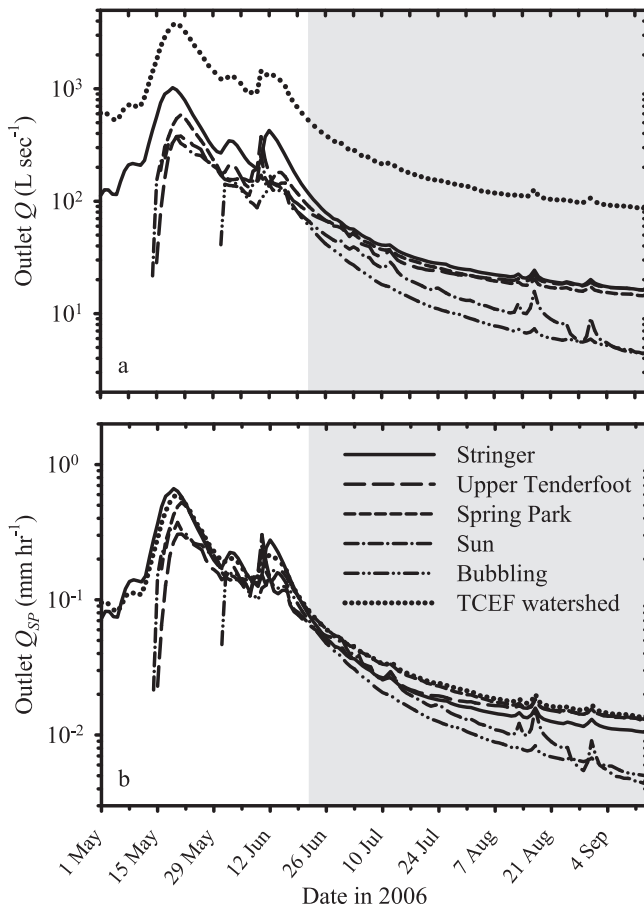 Outlet Q (L sec⁻¹)
10³
10²
10¹
a
Outlet Q_SP (mm hr⁻¹)
10⁰
10⁻¹
10⁻²
b
Stringer
Upper Tenderfoot
Spring Park
Sun
Bubbling
TCEF watershed
1 May
15 May
29 May
12 Jun
26 Jun
10 Jul
24 Jul
7 Aug
21 Aug
4 Sep
Date in 2006